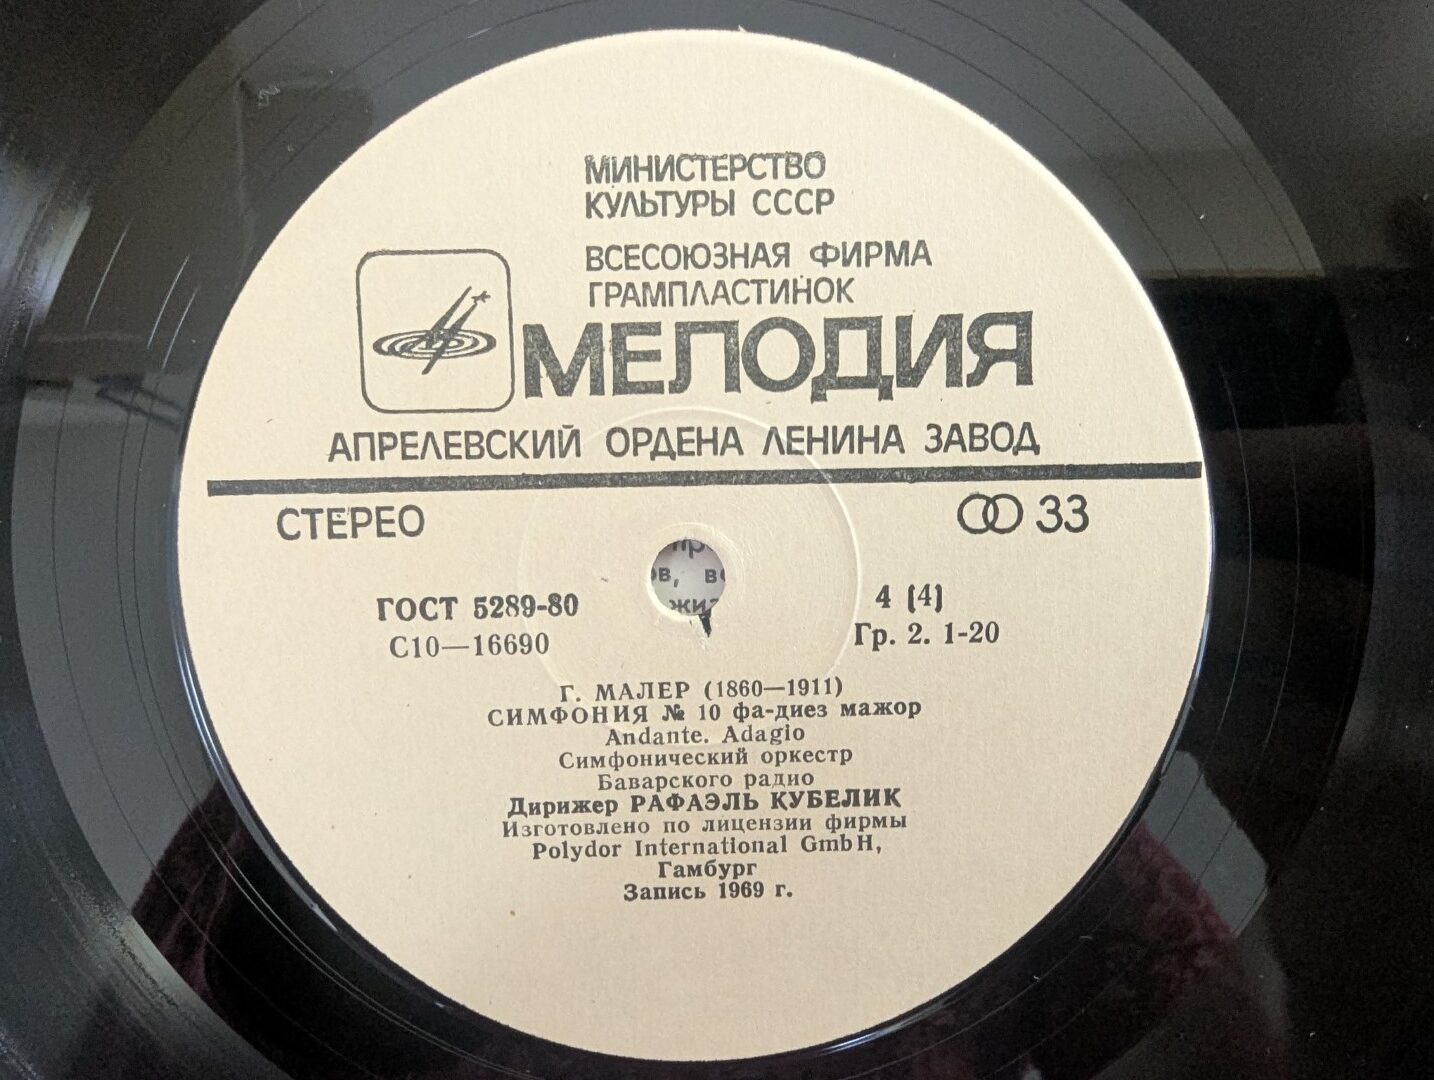 МИНИСТЕРСТВО
КУЛЬТУРЫ СССР
ВСЕСОЮЗНАЯ ФИРМА
ГРАМПЛАСТИНОК
МЕЛОДИЯ
АПРЕЛЕВСКИЙ ОРДЕНА ЛЕНИНА ЗАВОД
СТЕРЕО
33
ГОСТ 5289-80
4 (4)
С10—16690
Гр. 2. 1-20
Г. МАЛЕР (1860—1911)
СИМФОНИЯ № 10 фа-диез мажор
Andante. Adagio
Симфонический оркестр
Баварского радио
Дирижер РАФАЭЛЬ КУБЕЛИК
Изготовлено по лицензии фирмы
Polydor International GmbH,
Гамбург
Запись 1969 г.